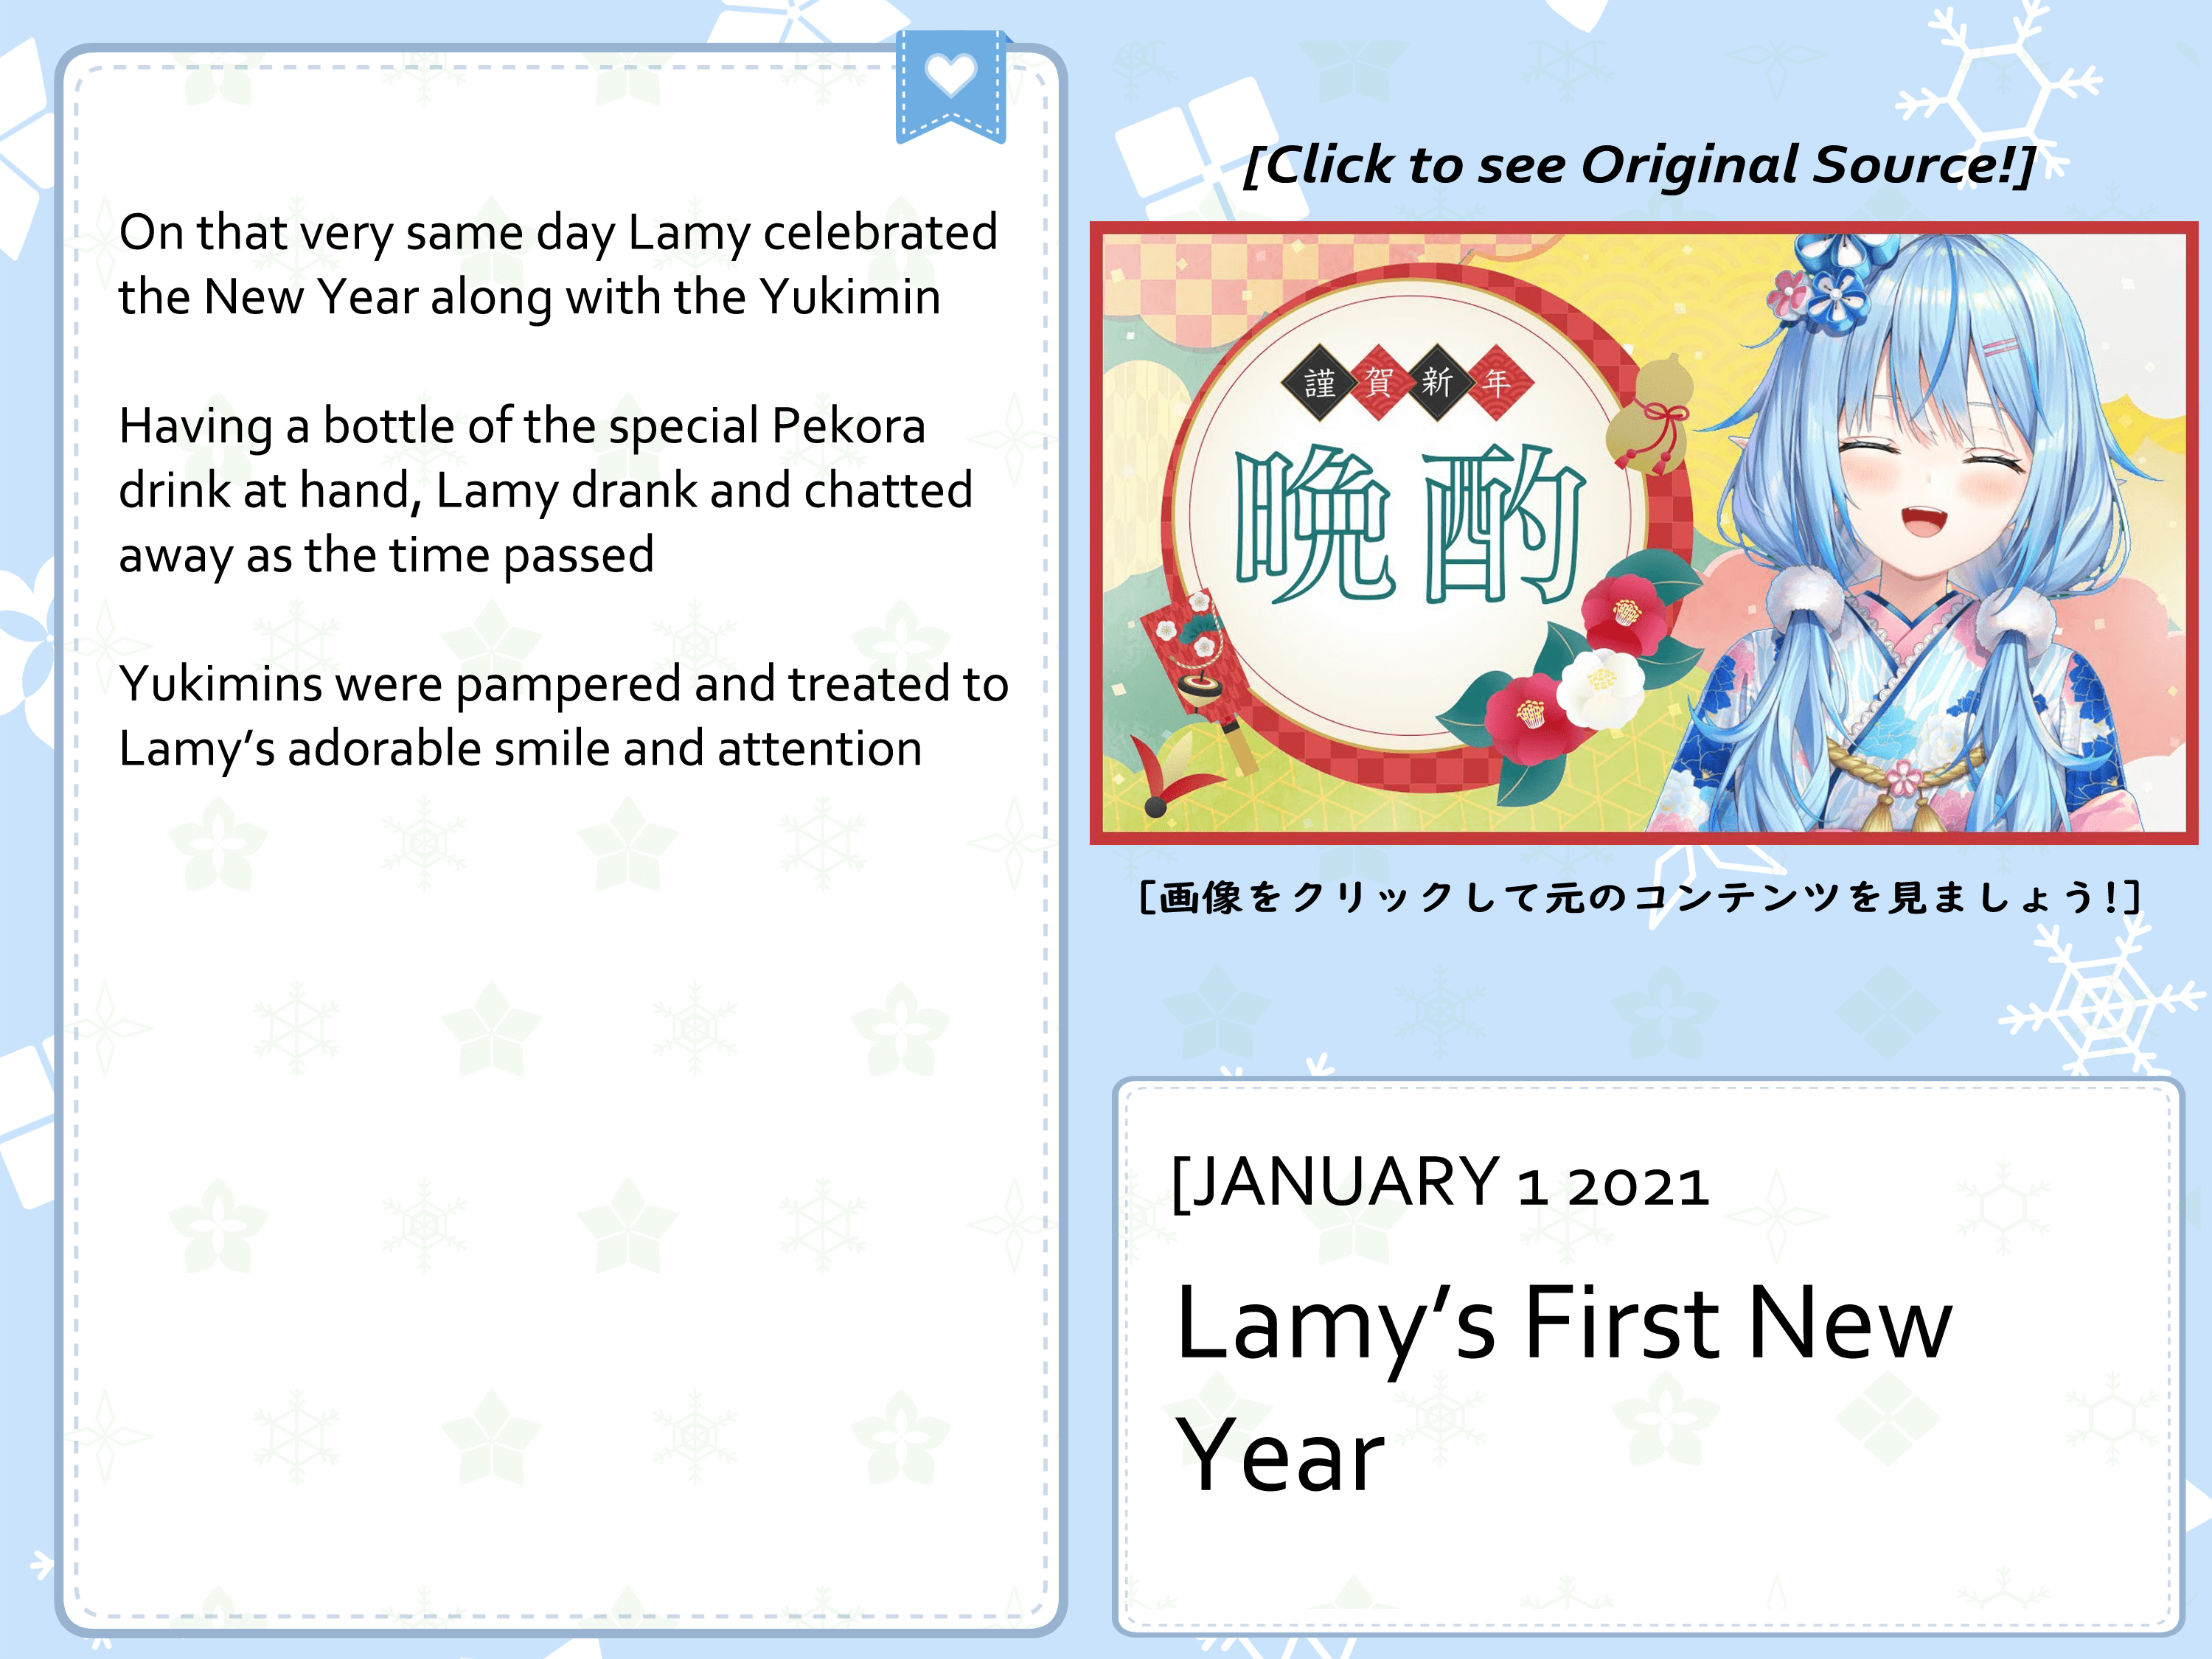 On that very same day Lamy celebrated
the New Year along with the Yukimin
Having a bottle of the special Pekora
drink at hand, Lamy drank and chatted
away as the time passed
Yukimins were pampered and treated to
Lamy’s adorable smile and attention
[Click to see Original Source!]
謹賀新年
晩酌
[画像をクリックして元のコンテンツを見ましょう!]
[JANUARY 1 2021
Lamy’s First New
Year